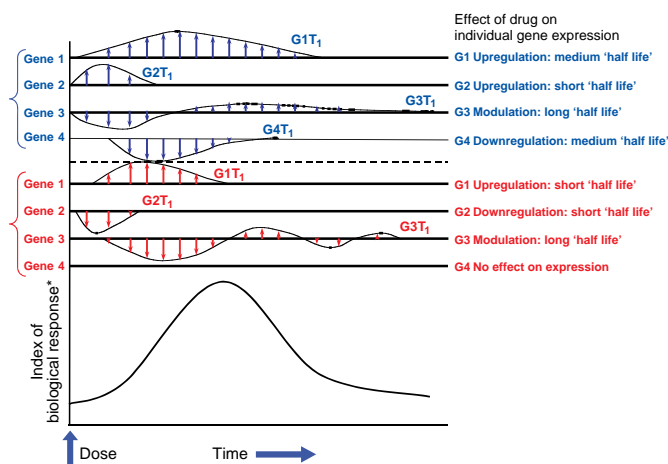 Effect of drug on
individual gene expression
Gene 1
G1T1
G1 Upregulation: medium ‘half life’
Gene 2
G2T1
G2 Upregulation: short ‘half life’
Gene 3
G3T1
G3 Modulation: long ‘half life’
Gene 4
G4T1
G4 Downregulation: medium ‘half life’
Gene 1
G1T1
G1 Upregulation: short ‘half life’
Gene 2
G2T1
G2 Downregulation: short ‘half life’
Gene 3
G3T1
G3 Modulation: long ‘half life’
Gene 4
G4 No effect on expression
Index of
biological response*
Dose
Time